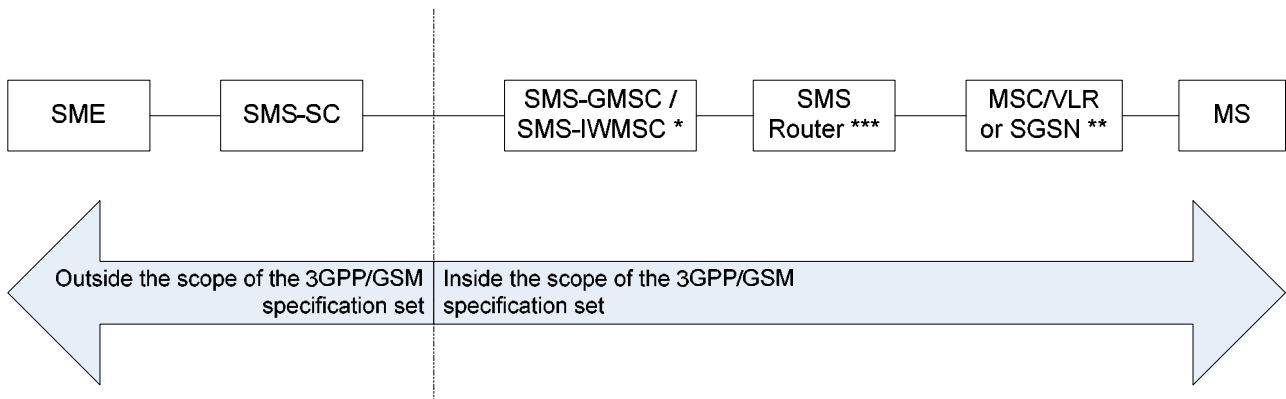 SME
SMS-SC
SMS-GMSC /
SMS-IWMSC *
SMS
Router ***
MSC/VLR
or SGSN **
MS
Outside the scope of the 3GPP/GSM
specification set
Inside the scope of the 3GPP/GSM
specification set